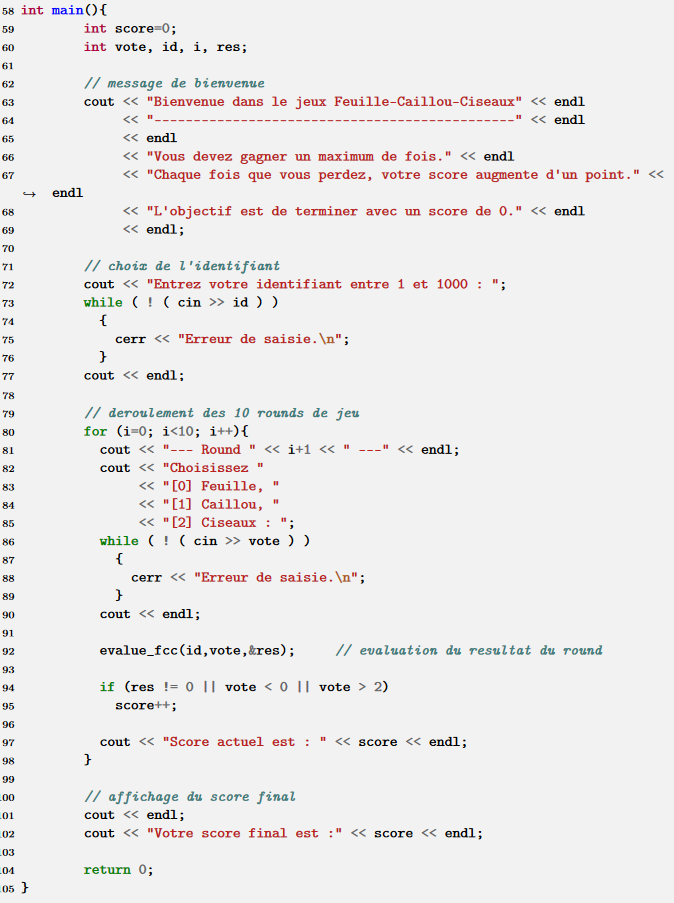 58 int main(){
59         int score=0;
60         int vote, id, i, res;
61
62         // message de bienvenue
63         cout << "Bienvenue dans le jeux Feuille-Caillou-Ciseaux" << endl
64              << "----------------------------------------------" << endl
65              << endl
66              << "Vous devez gagner un maximum de fois." << endl
67              << "Chaque fois que vous perdez, votre score augmente d'un point." <<
↪  endl
68              << "L'objectif est de terminer avec un score de 0." << endl
69              << endl;
70
71         // choix de l'identifiant
72         cout << "Entrez votre identifiant entre 1 et 1000 : ";
73         while ( ! ( cin >> id ) )
74           {
75             cerr << "Erreur de saisie.\n";
76           }
77         cout << endl;
78
79         // deroulement des 10 rounds de jeu
80         for (i=0; i<10; i++){
81           cout << "--- Round " << i+1 << " ---" << endl;
82           cout << "Choisissez "
83                << "[0] Feuille, "
84                << "[1] Caillou, "
85                << "[2] Ciseaux : ";
86           while ( ! ( cin >> vote ) )
87             {
88               cerr << "Erreur de saisie.\n";
89             }
90           cout << endl;
91
92           evalue_fcc(id,vote,&res);     // evaluation du resultat du round
93
94           if (res != 0 || vote < 0 || vote > 2)
95             score++;
96
97           cout << "Score actuel est : " << score << endl;
98         }
99
100         // affichage du score final
101         cout << endl;
102         cout << "Votre score final est :" << score << endl;
103
104         return 0;
105 }